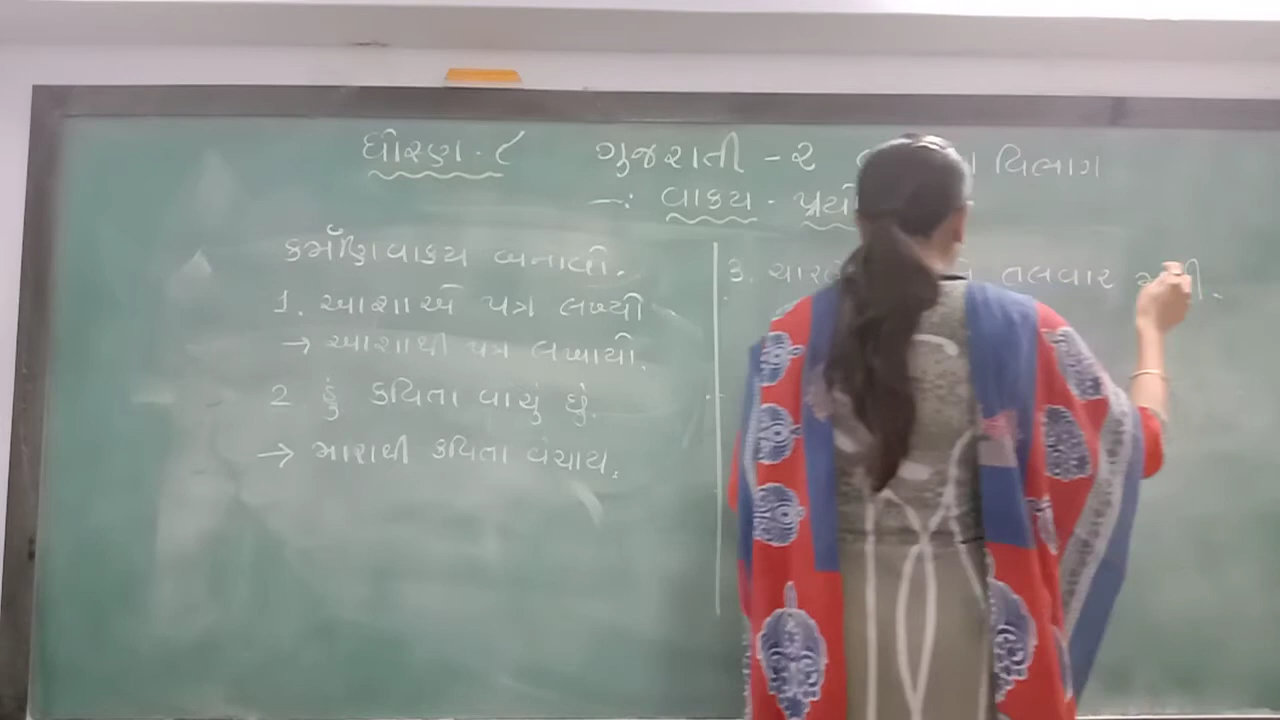 ધોરણ - ૮ ગુજરાતી - ૨ વિભાગ
-: વાક્ય -
કર્મણિવાક્ય બનાવો.
1. આશાએ પત્ર લખ્યો
→ આશાથી પત્ર લખાયો.
2 હું કવિતા વાચું છું.
→ મારાથી કવિતા વંચાય.
3. તલવાર